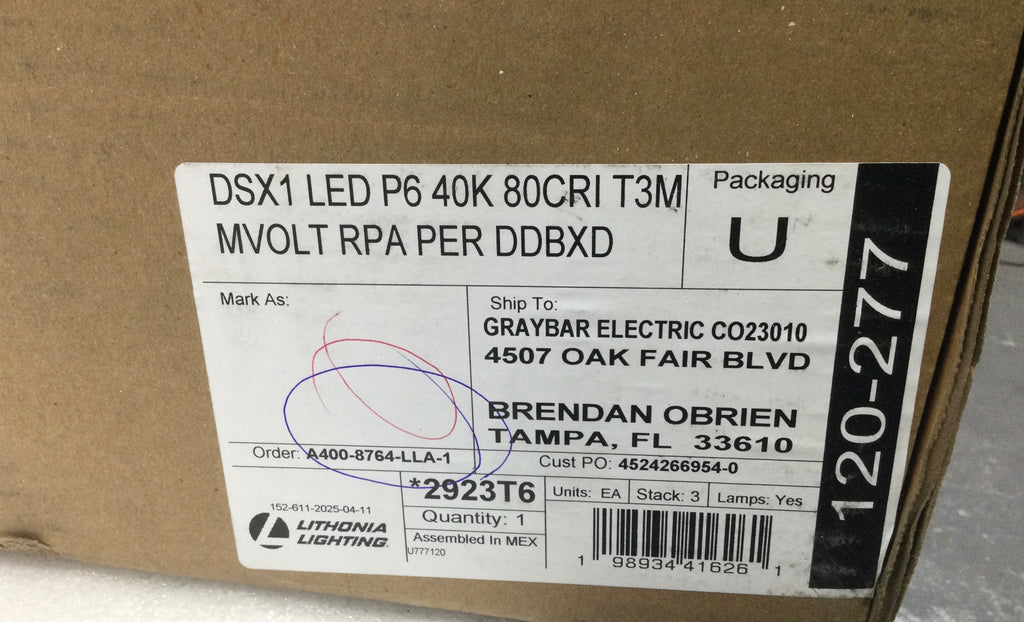 DSX1 LED P6 40K 80CRI T3M
MVOLT RPA PER DDBXD
Packaging
U
120-277
Mark As:
Ship To:
GRAYBAR ELECTRIC CO23010
4507 OAK FAIR BLVD
BRENDAN OBRIEN
TAMPA, FL 33610
Order: A400-8764-LLA-1
Cust PO: 4524266954-0
152-611-2025-04-11
LITHONIA
LIGHTING
*2923T6
Quantity: 1
Assembled In MEX
U777120
Units: EA
Stack: 3
Lamps: Yes
1 98934 41626 1